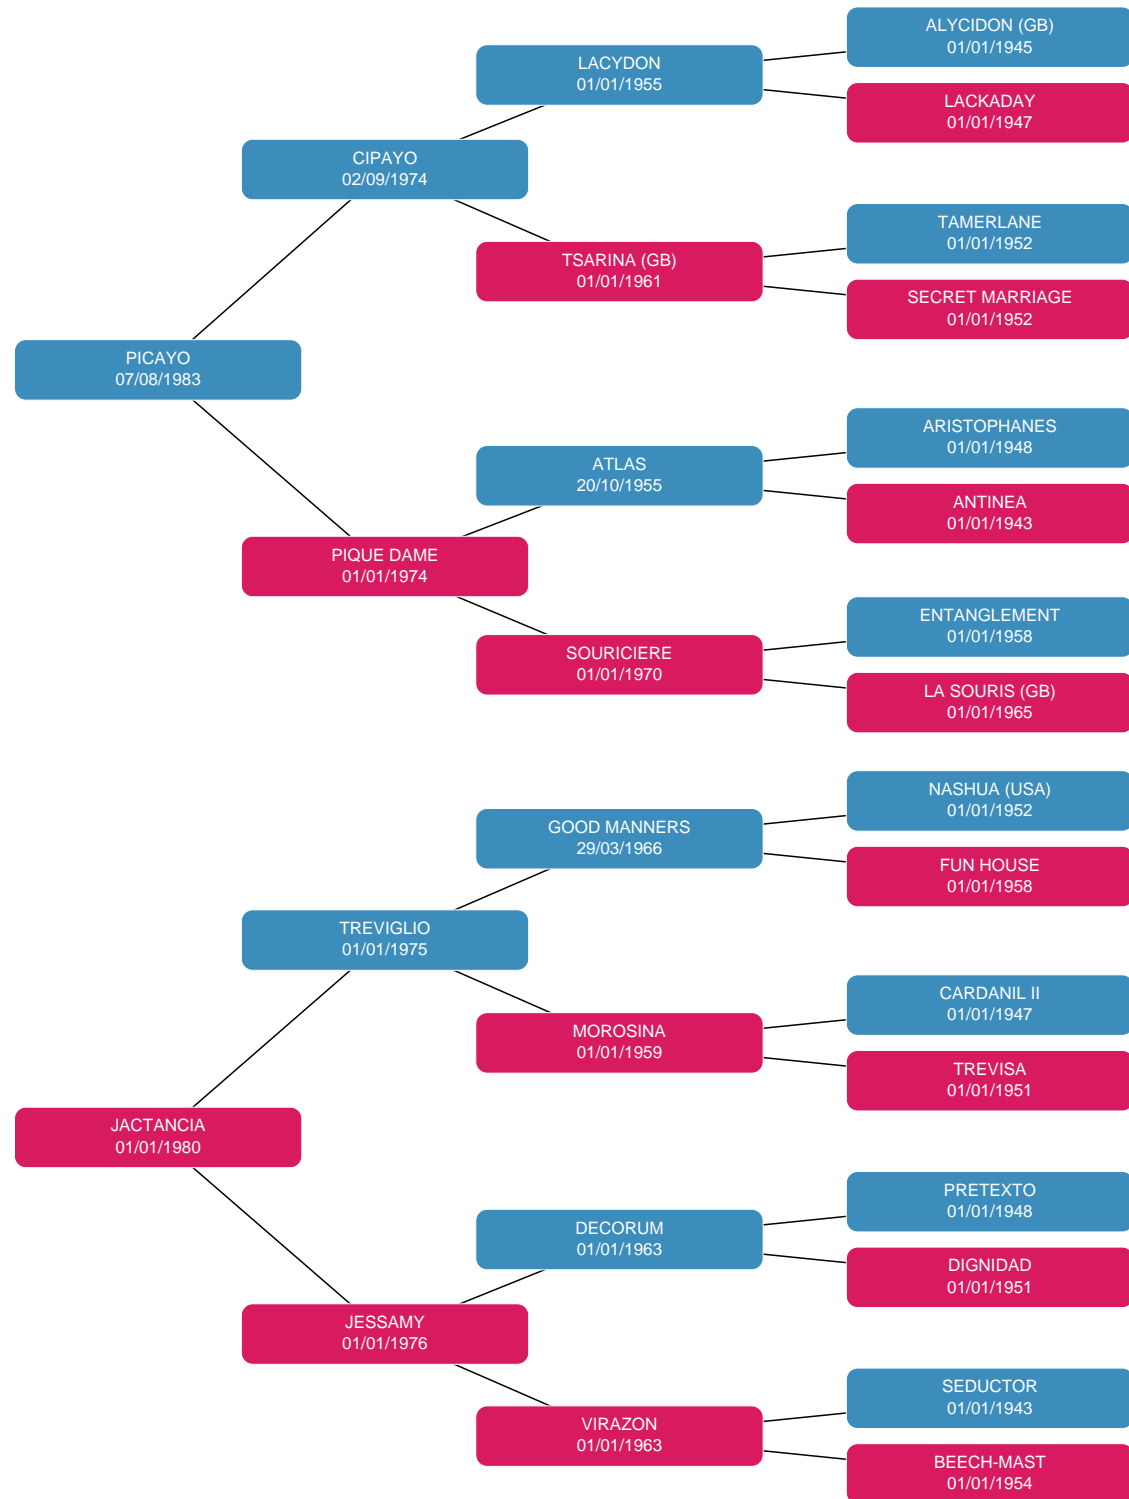 ALYCIDON (GB)
01/01/1945
LACYDON
01/01/1955
LACKADAY
01/01/1947
CIPAYO
02/09/1974
TAMERLANE
01/01/1952
TSARINA (GB)
01/01/1961
SECRET MARRIAGE
01/01/1952
PICAYO
07/08/1983
ARISTOPHANES
01/01/1948
ATLAS
20/10/1955
ANTINEA
01/01/1943
PIQUE DAME
01/01/1974
ENTANGLEMENT
01/01/1958
SOURICIERE
01/01/1970
LA SOURIS (GB)
01/01/1965
NASHUA (USA)
01/01/1952
GOOD MANNERS
29/03/1966
FUN HOUSE
01/01/1958
TREVIGLIO
01/01/1975
CARDANIL II
01/01/1947
MOROSINA
01/01/1959
TREVISA
01/01/1951
JACTANCIA
01/01/1980
PRETEXTO
01/01/1948
DECORUM
01/01/1963
DIGNIDAD
01/01/1951
JESSAMY
01/01/1976
SEDUCTOR
01/01/1943
VIRAZON
01/01/1963
BEECH-MAST
01/01/1954